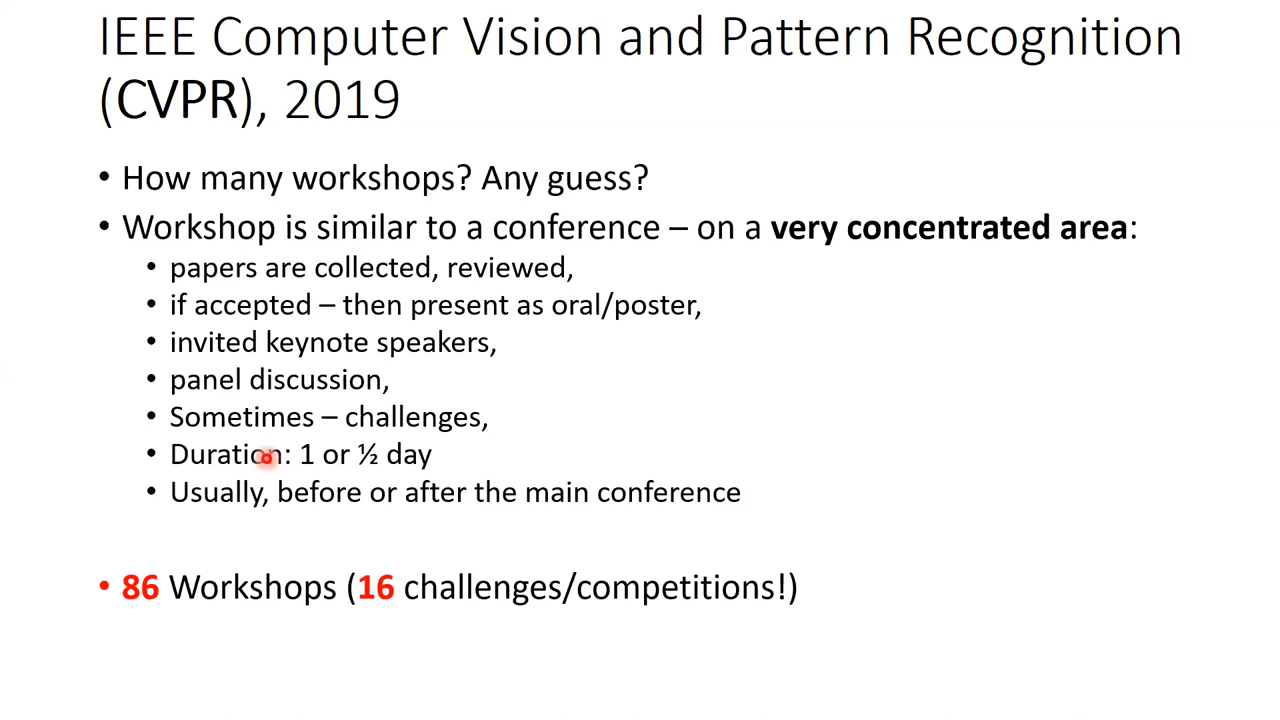 IEEE Computer Vision and Pattern Recognition
(CVPR), 2019
• How many workshops? Any guess?
• Workshop is similar to a conference – on a very concentrated area:
• papers are collected, reviewed,
• if accepted – then present as oral/poster,
• invited keynote speakers,
• panel discussion,
• Sometimes – challenges,
• Duration: 1 or ½ day
• Usually, before or after the main conference
• 86 Workshops (16 challenges/competitions!)